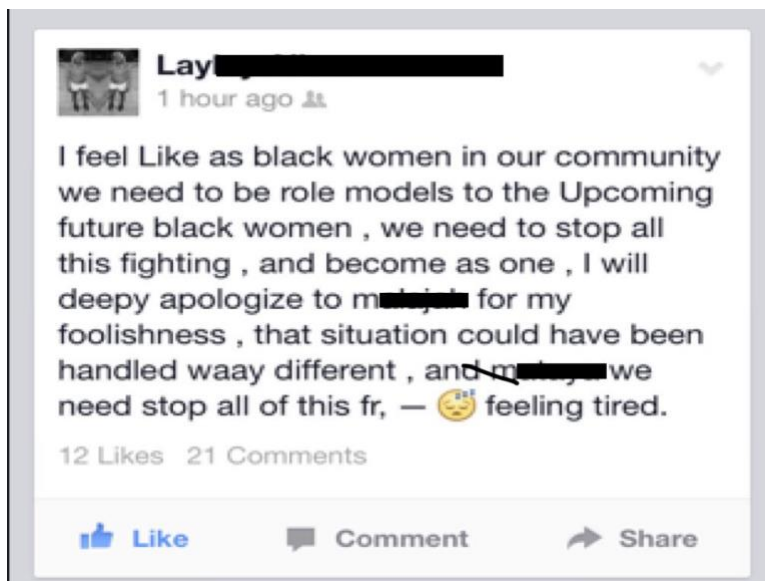 1 hour ago
I feel Like as black women in our community
we need to be role models to the Upcoming
future black women , we need to stop all
this fighting , and become as one , I will
deepy apologize to for my
foolishness , that situation could have been
handled waay different , and we
need stop all of this fr, — 😴 feeling tired.
12 Likes 21 Comments
Like Comment Share